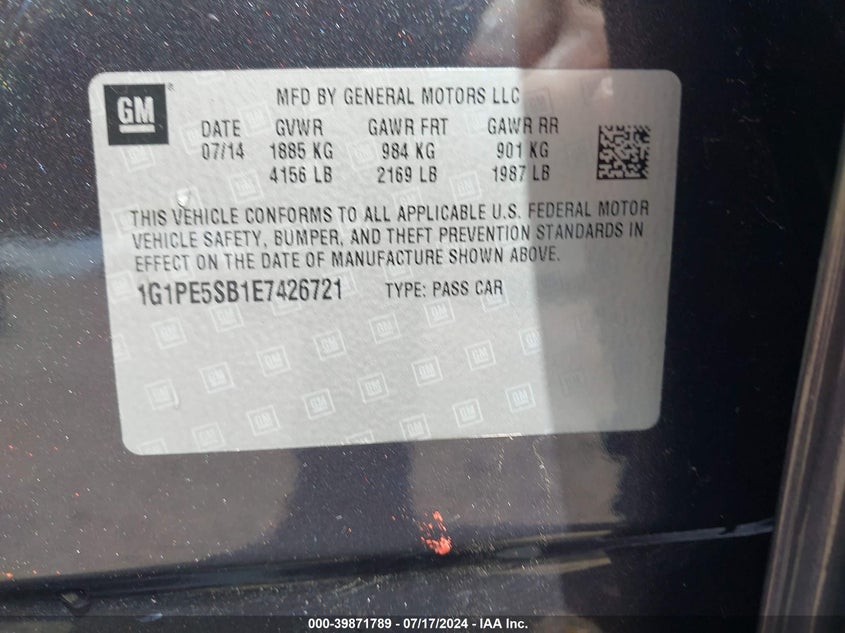 GM ®
MFD BY GENERAL MOTORS LLC
DATE GVWR GAWR FRT GAWR RR
07/14 1885 KG 984 KG 901 KG
4156 LB 2169 LB 1987 LB
THIS VEHICLE CONFORMS TO ALL APPLICABLE U.S. FEDERAL MOTOR
VEHICLE SAFETY, BUMPER, AND THEFT PREVENTION STANDARDS IN
EFFECT ON THE DATE OF MANUFACTURE SHOWN ABOVE.
1G1PE5SB1E7426721 TYPE: PASS CAR
000-39871789 - 07/17/2024 - IAA Inc.